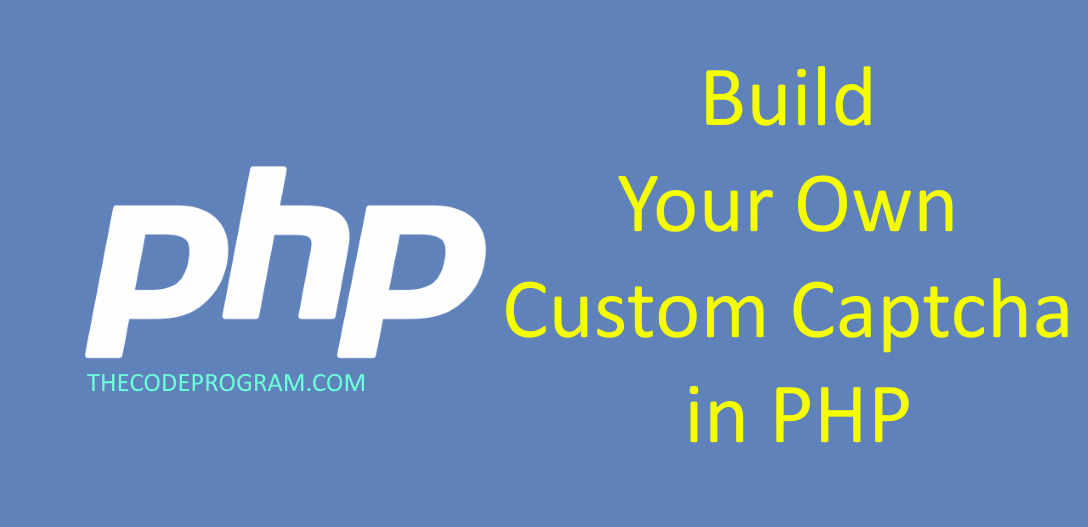 php
THECODEPROGRAM.COM
Build
Your Own
Custom Captcha
in PHP